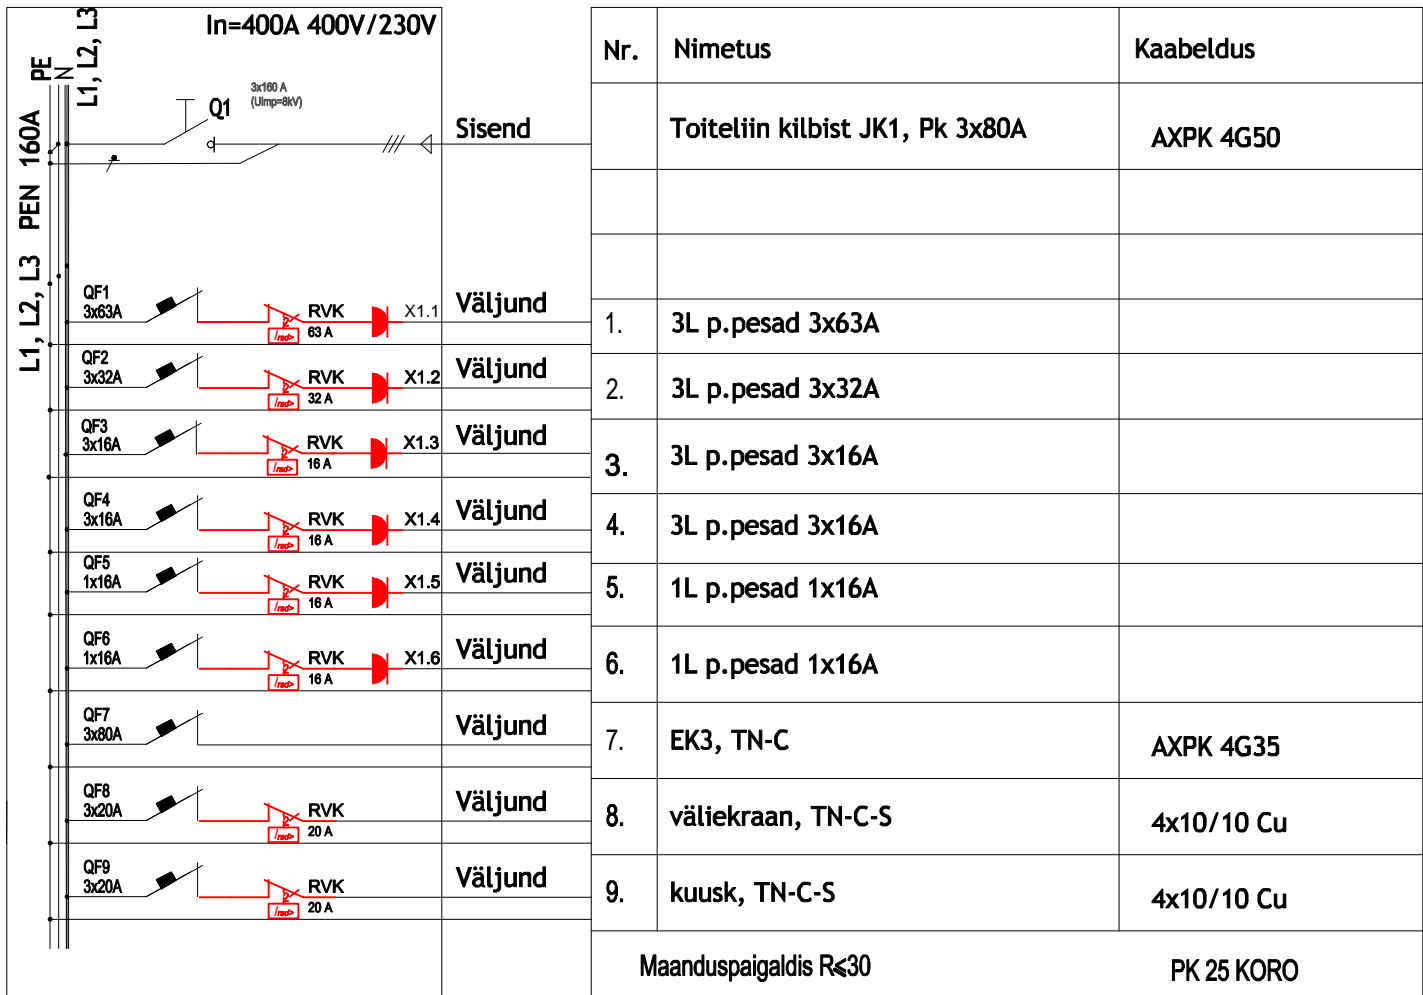 In=400A 400V/230V
L1, L2, L3
PE
N
L1, L2, L3 PEN 160A
3x160 A
(Uimp=8kV)
Q1
Sisend
Nr. Nimetus Kaabeldus
Toiteliin kilbist JK1, Pk 3x80A AXPK 4G50
QF1
3x63A
RVK
63 A
X1.1
Väljund
1. 3L p.pesad 3x63A
QF2
3x32A
RVK
32 A
X1.2
Väljund
2. 3L p.pesad 3x32A
QF3
3x16A
RVK
16 A
X1.3
Väljund
3. 3L p.pesad 3x16A
QF4
3x16A
RVK
16 A
X1.4
Väljund
4. 3L p.pesad 3x16A
QF5
1x16A
RVK
16 A
X1.5
Väljund
5. 1L p.pesad 1x16A
QF6
1x16A
RVK
16 A
X1.6
Väljund
6. 1L p.pesad 1x16A
QF7
3x80A
Väljund
7. EK3, TN-C AXPK 4G35
QF8
3x20A
RVK
20 A
Väljund
8. väliekraan, TN-C-S 4x10/10 Cu
QF9
3x20A
RVK
20 A
Väljund
9. kuusk, TN-C-S 4x10/10 Cu
Maanduspaigaldis R≤30 PK 25 KORO